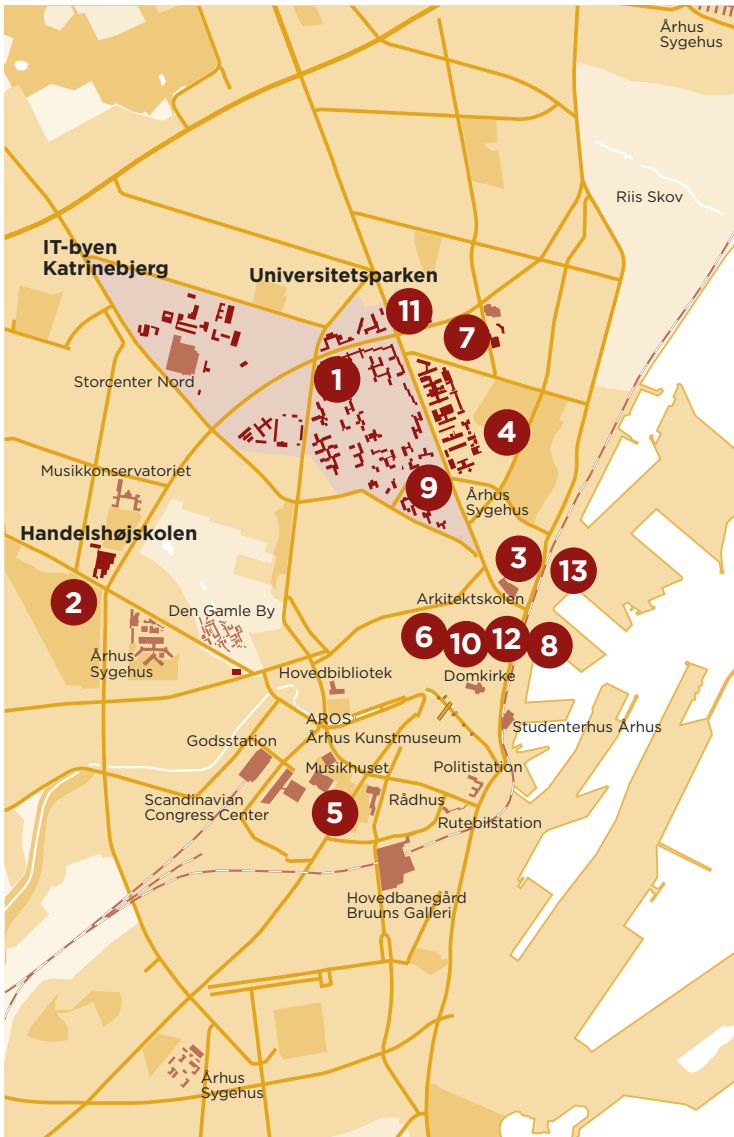 Århus
Sygehus
Riis Skov
IT-byen
Katrinebjerg
Universitetsparken
11
7
1
Storcenter Nord
4
Musikkonservatoriet
9
Århus
Sygehus
Handelshøjskolen
3
13
2
Arkitektskolen
Den Gamle By
6
10
12
8
Århus
Sygehus
Hovedbibliotek
Domkirke
AROS
Århus Kunstmuseum
Studenterhus Århus
Godsstation
Musikhuset
Politistation
Scandinavian
Congress Center
5
Rådhus
Rutebilstation
Hovedbanegård
Bruuns Galleri
Århus
Sygehus